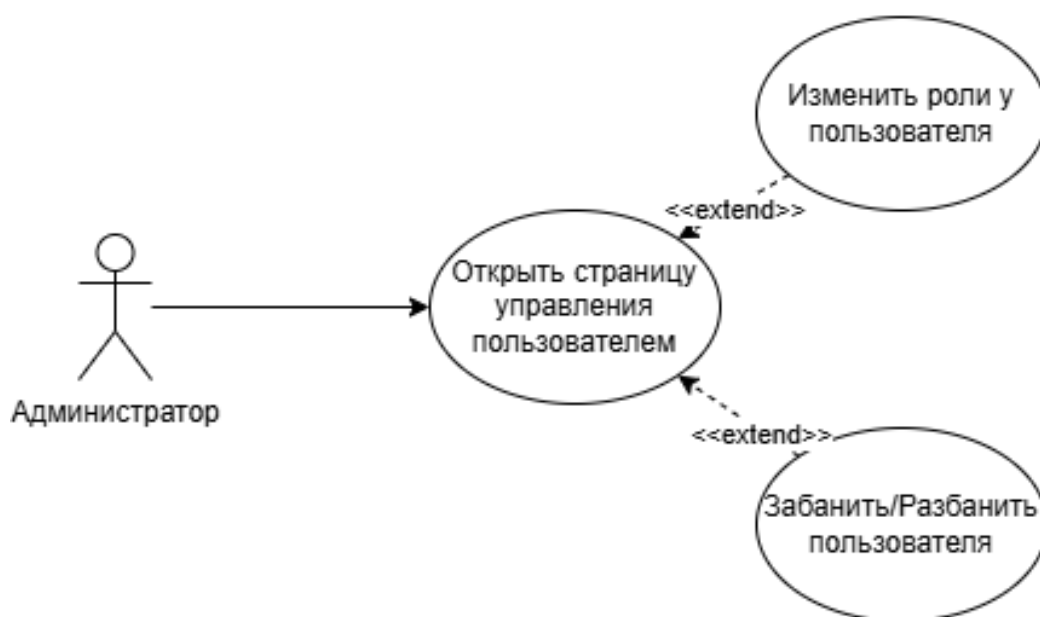 Изменить роли у
пользователя
<<extend>>
Открыть страницу
управления
пользователем
Администратор
<<extend>>
Забанить/Разбанить
пользователя